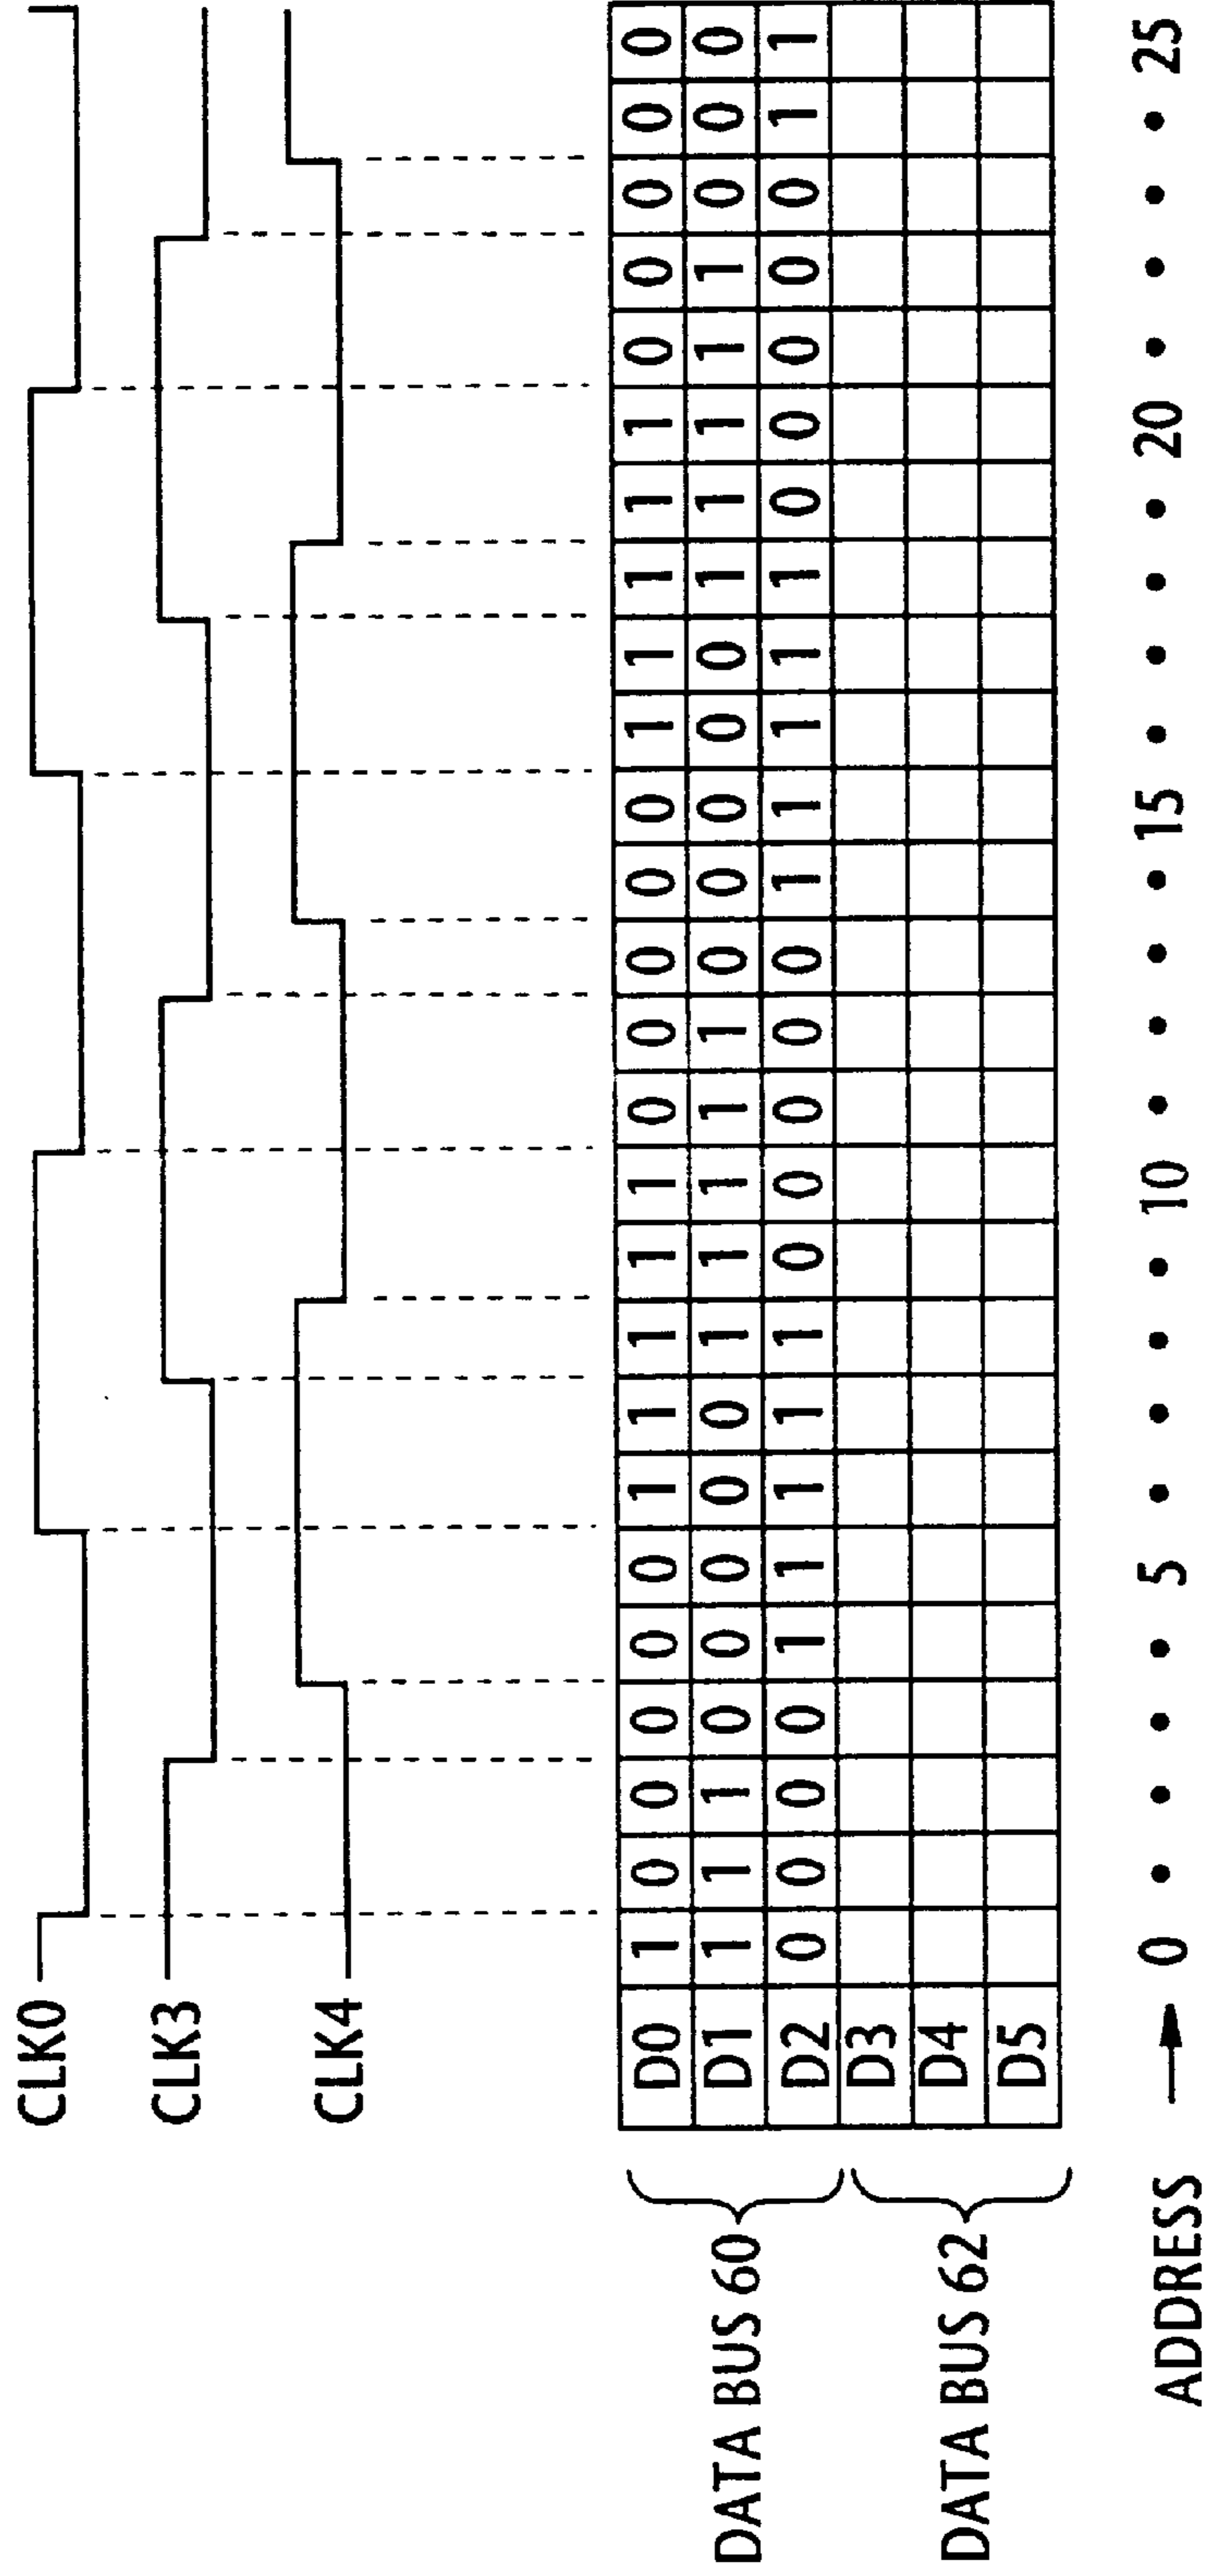 CLK0
CLK3
CLK4
DATA BUS 60
D0 1 0 0 0 0 0 1 1 1 1 1 0 0 0 0 0 1 1 1 1 1 0 0 0 0 0
D1 1 1 1 0 0 0 0 0 1 1 1 1 1 0 0 0 0 0 1 1 1 1 1 0 0 0
D2 0 0 0 0 1 1 1 1 1 0 0 0 0 0 1 1 1 1 1 0 0 0 0 0 1 1
DATA BUS 62
D3
D4
D5
ADDRESS → 0 • • • • 5 • • • • 10 • • • • 15 • • • • 20 • • • • 25